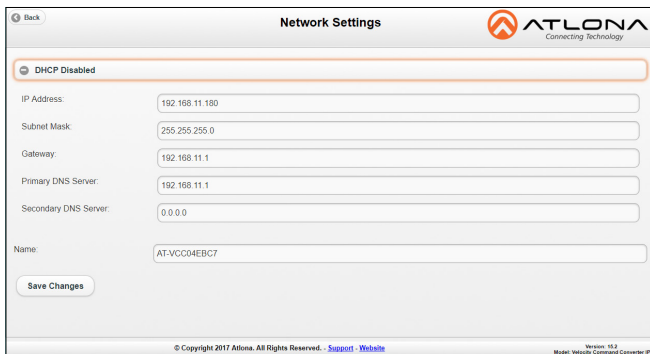 Back
Network Settings
ATLONA
Connecting Technology
DHCP Disabled
IP Address: 192.168.11.180
Subnet Mask: 255.255.255.0
Gateway: 192.168.11.1
Primary DNS Server: 192.168.11.1
Secondary DNS Server: 0.0.0.0
Name: AT-VCC04EBC7
Save Changes
© Copyright 2017 Atlona. All Rights Reserved. - Support - Website
Version: 15.2
Model: Velocity Command Converter IP